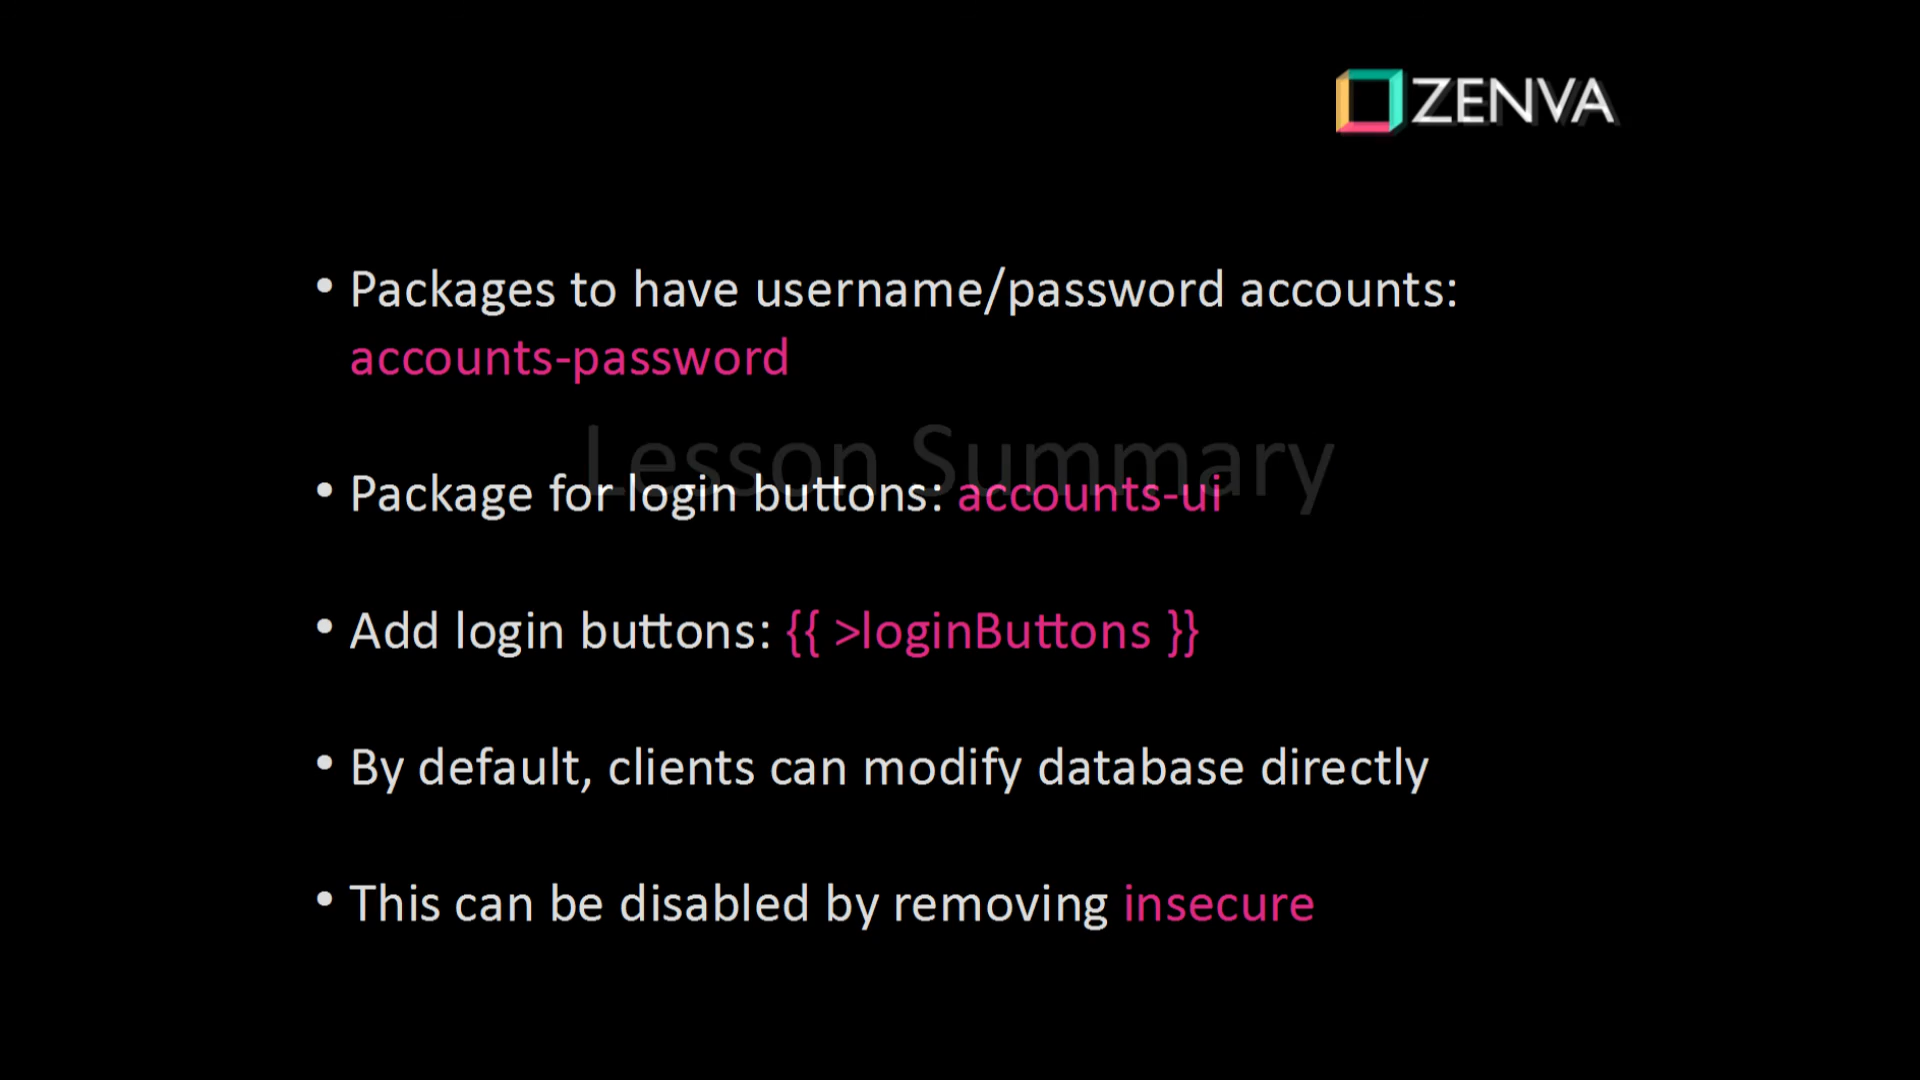 ZENVA
• Packages to have username/password accounts:
accounts-password
Lesson Summary
• Package for login buttons: accounts-ui
• Add login buttons: {{ >loginButtons }}
• By default, clients can modify database directly
• This can be disabled by removing insecure